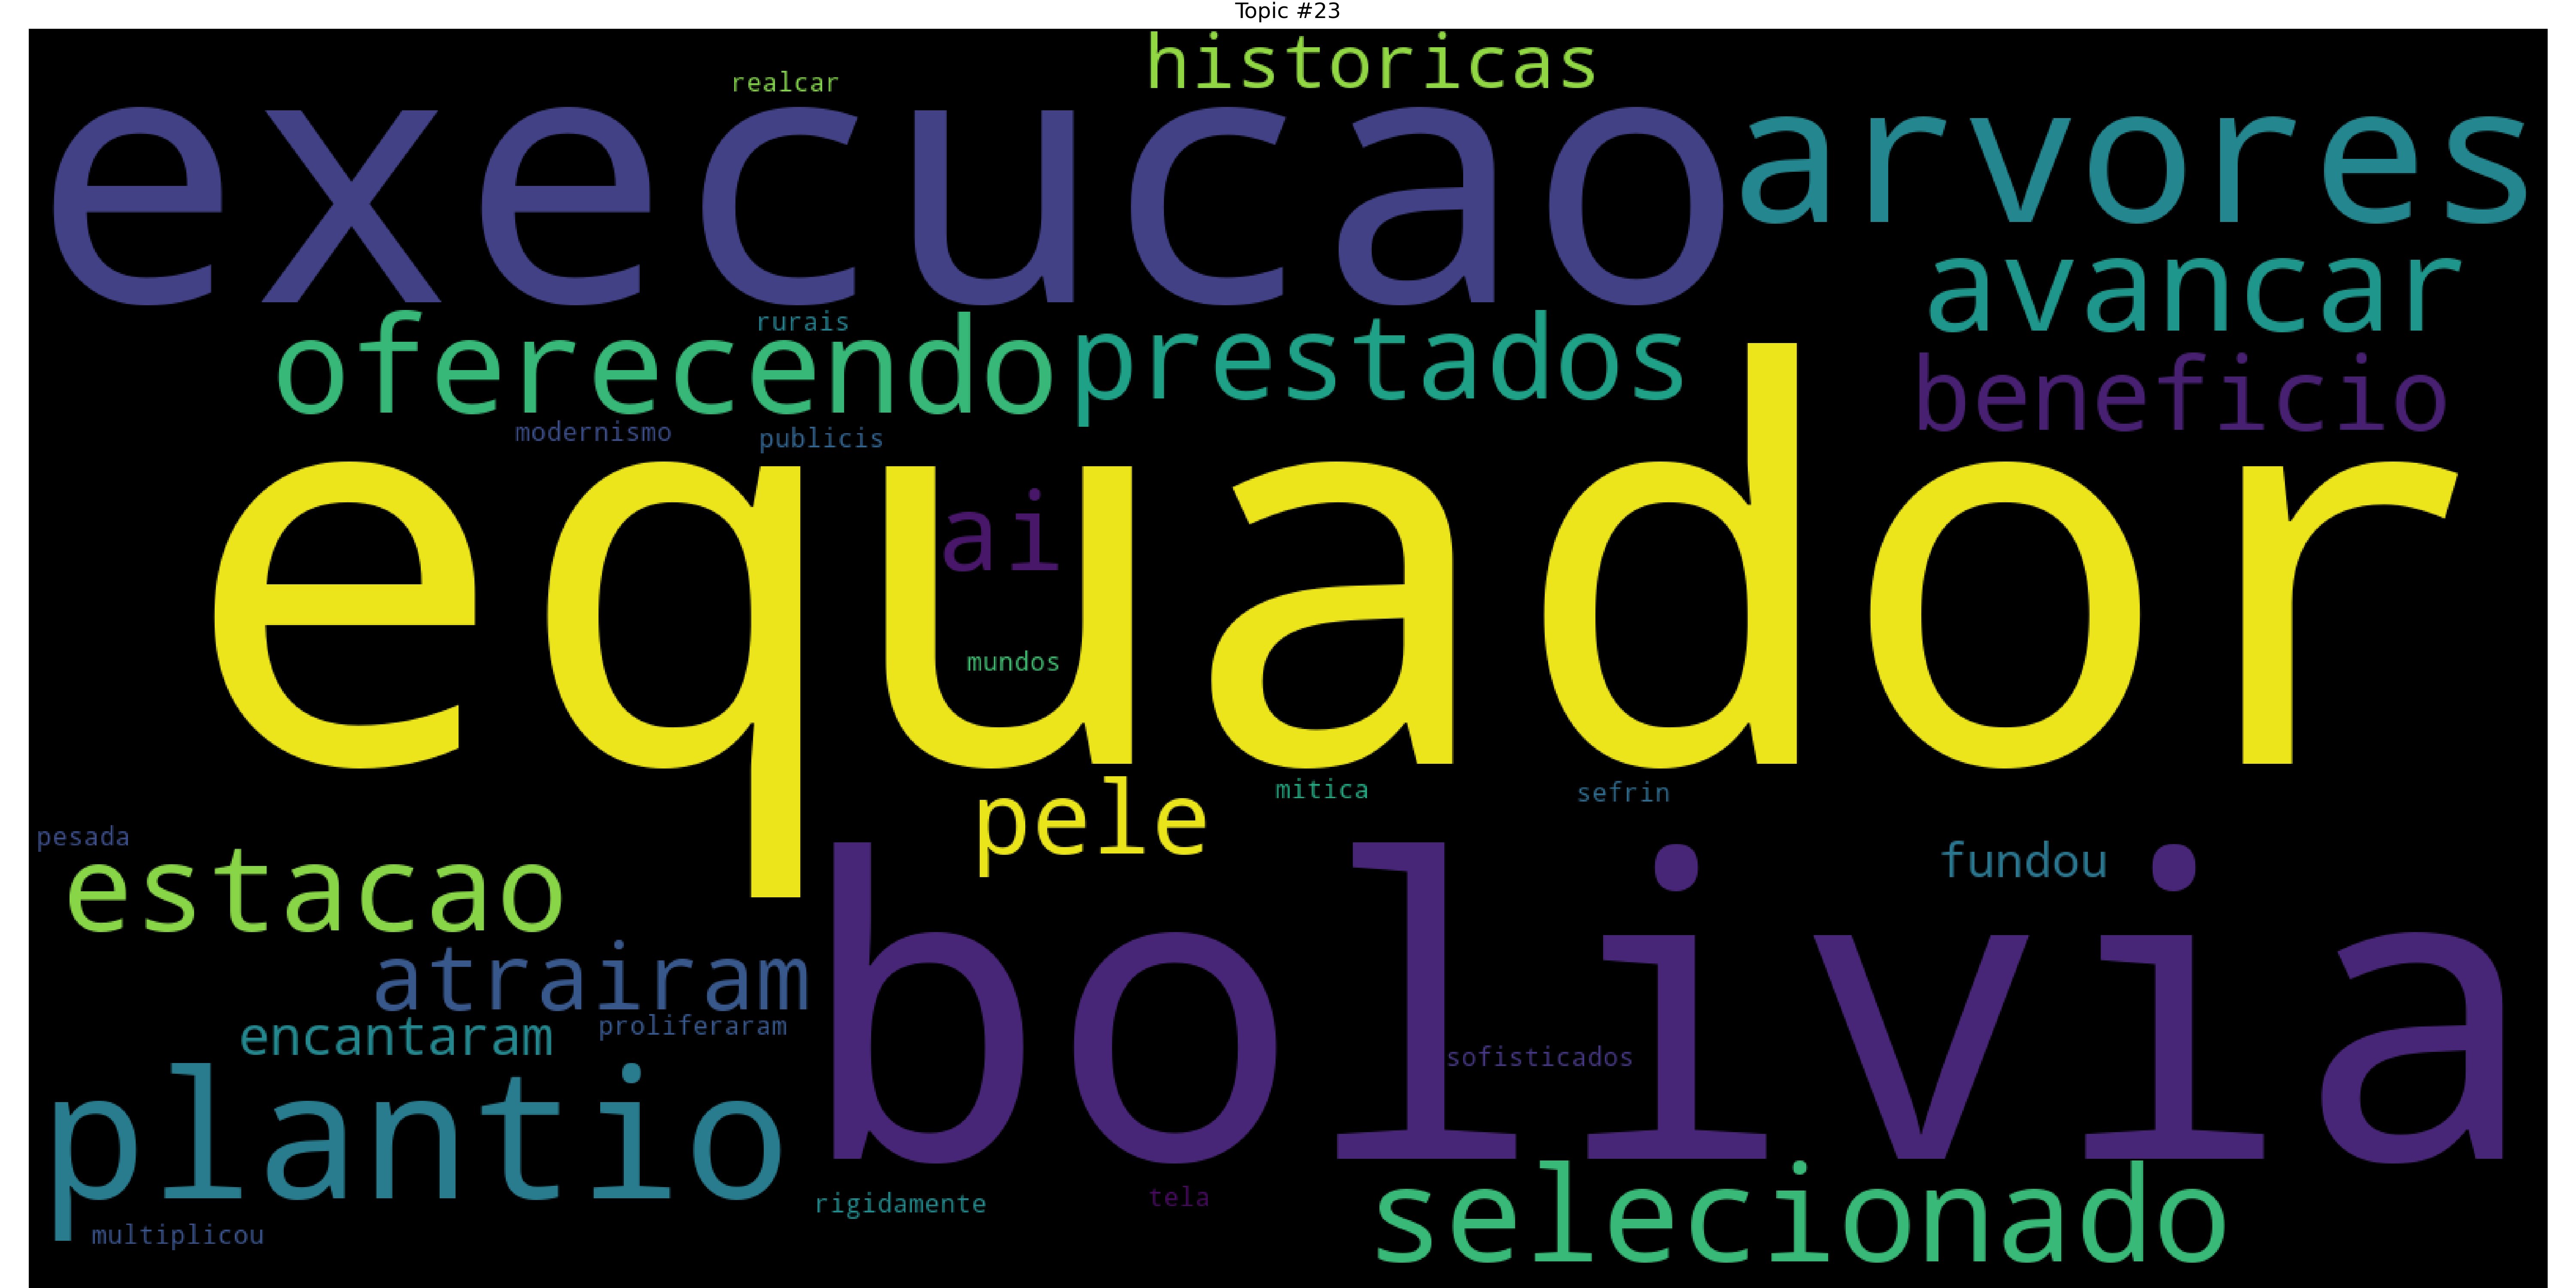 Topic #23
historicas
realcar
execucao
arvores
avancar
rurais
oferecendo
prestados
beneficio
modernismo
publicis
equador
ai
mundos
pele
mitica
sefrin
pesada
estacao
bolivia
fundou
atrairam
encantaram
proliferaram
sofisticados
plantio
rigidamente
tela
selecionado
multiplicou